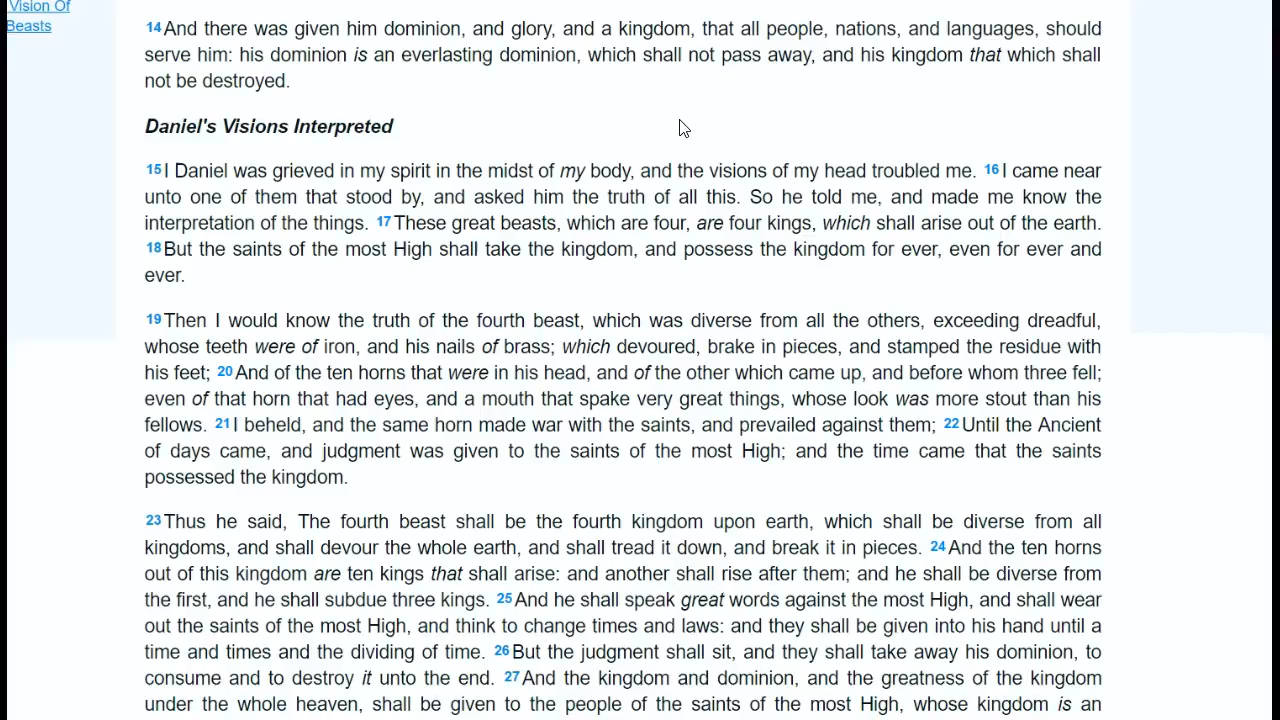 Vision Of
Beasts
14And there was given him dominion, and glory, and a kingdom, that all people, nations, and languages, should
serve him: his dominion is an everlasting dominion, which shall not pass away, and his kingdom that which shall
not be destroyed.
Daniel's Visions Interpreted
15I Daniel was grieved in my spirit in the midst of my body, and the visions of my head troubled me. 16I came near
unto one of them that stood by, and asked him the truth of all this. So he told me, and made me know the
interpretation of the things. 17These great beasts, which are four, are four kings, which shall arise out of the earth.
18But the saints of the most High shall take the kingdom, and possess the kingdom for ever, even for ever and
ever.
19Then I would know the truth of the fourth beast, which was diverse from all the others, exceeding dreadful,
whose teeth were of iron, and his nails of brass; which devoured, brake in pieces, and stamped the residue with
his feet; 20And of the ten horns that were in his head, and of the other which came up, and before whom three fell;
even of that horn that had eyes, and a mouth that spake very great things, whose look was more stout than his
fellows. 21I beheld, and the same horn made war with the saints, and prevailed against them; 22Until the Ancient
of days came, and judgment was given to the saints of the most High; and the time came that the saints
possessed the kingdom.
23Thus he said, The fourth beast shall be the fourth kingdom upon earth, which shall be diverse from all
kingdoms, and shall devour the whole earth, and shall tread it down, and break it in pieces. 24And the ten horns
out of this kingdom are ten kings that shall arise: and another shall rise after them; and he shall be diverse from
the first, and he shall subdue three kings. 25And he shall speak great words against the most High, and shall wear
out the saints of the most High, and think to change times and laws: and they shall be given into his hand until a
time and times and the dividing of time. 26But the judgment shall sit, and they shall take away his dominion, to
consume and to destroy it unto the end. 27And the kingdom and dominion, and the greatness of the kingdom
under the whole heaven, shall be given to the people of the saints of the most High, whose kingdom is an